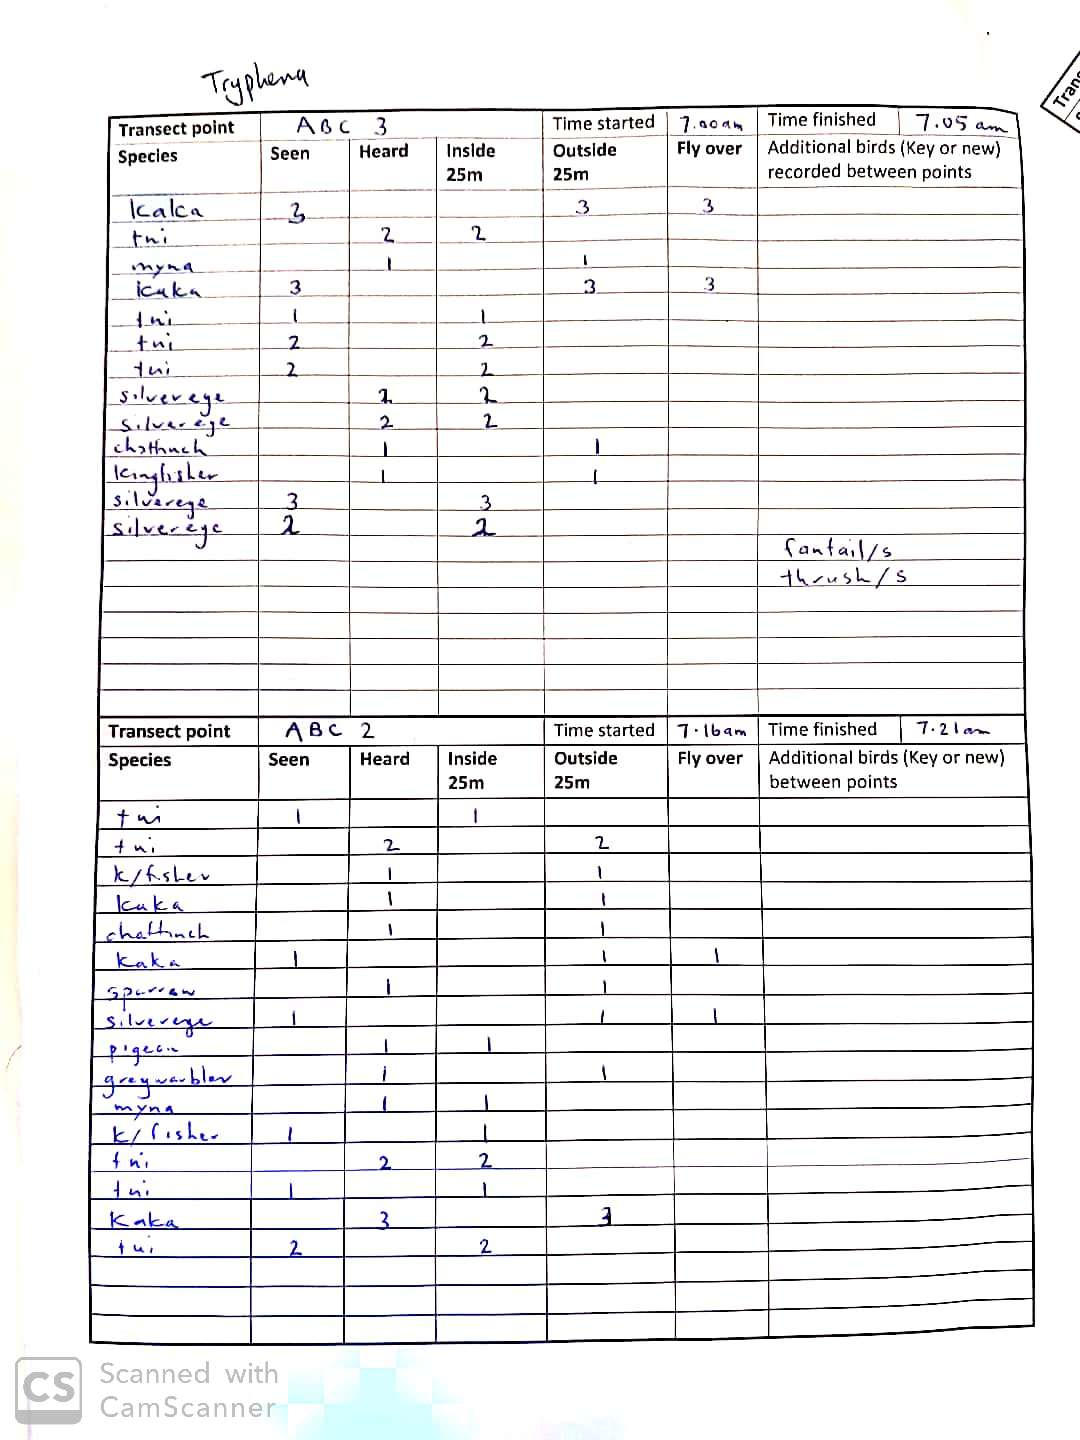 Tryphena
Tran
Transect point ABC 3 Time started 7.00am Time finished 7.05 am
Species Seen Heard Inside 25m Outside 25m Fly over Additional birds (Key or new) recorded between points
kaka 3 3 3
tui 2 2
myna 1 1
kaka 3 3 3
tui 1 1
tui 2 2
tui 2 2
silvereye 2 2
silvereye 2 2
chaffinch 1 1
kingfisher 1 1
silvereye 3 3
silvereye 2 2
fantail/s
thrush/s
Transect point ABC 2 Time started 7.16am Time finished 7.21am
Species Seen Heard Inside 25m Outside 25m Fly over Additional birds (Key or new) between points
tui 1 1
tui 2 2
k/fisher 1 1
kaka 1 1
chaffinch 1 1
kaka 1 1 1
sparrow 1 1
silvereye 1 1 1
pigeon 1 1
greywarbler 1 1
myna 1 1
k/fisher 1 1
tui 2 2
tui 1 1
Kaka 3 3
tui 2 2
CS Scanned with
CamScanner